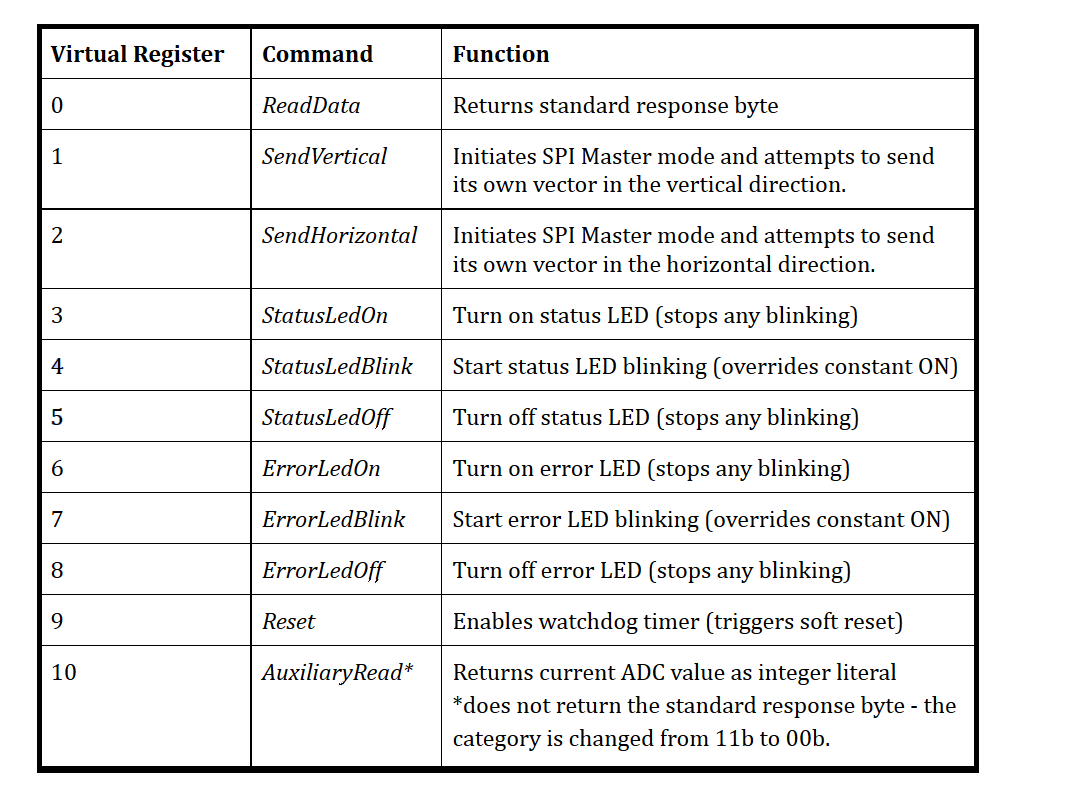 Virtual Register Command Function
0 ReadData Returns standard response byte
1 SendVertical Initiates SPI Master mode and attempts to send
its own vector in the vertical direction.
2 SendHorizontal Initiates SPI Master mode and attempts to send
its own vector in the horizontal direction.
3 StatusLedOn Turn on status LED (stops any blinking)
4 StatusLedBlink Start status LED blinking (overrides constant ON)
5 StatusLedOff Turn off status LED (stops any blinking)
6 ErrorLedOn Turn on error LED (stops any blinking)
7 ErrorLedBlink Start error LED blinking (overrides constant ON)
8 ErrorLedOff Turn off error LED (stops any blinking)
9 Reset Enables watchdog timer (triggers soft reset)
10 AuxiliaryRead* Returns current ADC value as integer literal
*does not return the standard response byte - the
category is changed from 11b to 00b.